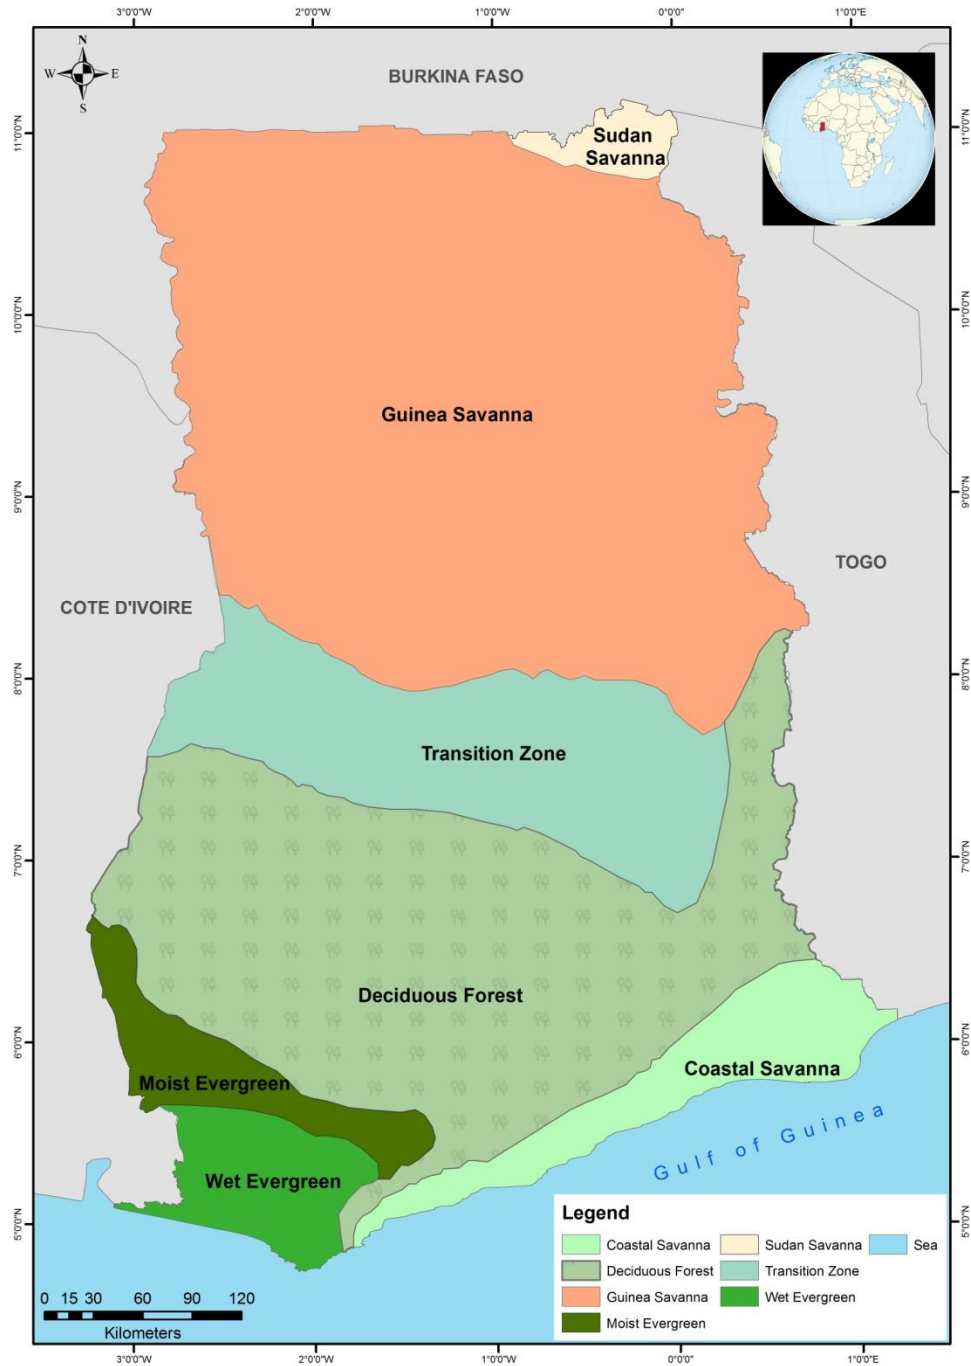 3°0'0"W 2°0'0"W 1°0'0"W 0°0'0" 1°0'0"E
N
W E
S
BURKINA FASO
11°0'0"N 11°0'0"N
Sudan
Savanna
10°0'0"N 10°0'0"N
Guinea Savanna
9°0'0"N 9°0'0"N
TOGO
COTE D'IVOIRE
8°0'0"N 8°0'0"N
Transition Zone
7°0'0"N 7°0'0"N
Deciduous Forest
6°0'0"N 6°0'0"N
Coastal Savanna
Moist Evergreen
Gulf of Guinea
Wet Evergreen
5°0'0"N 5°0'0"N
Legend
Coastal Savanna Sudan Savanna Sea
Deciduous Forest Transition Zone
Guinea Savanna Wet Evergreen
Moist Evergreen
0 15 30 60 90 120
Kilometers
3°0'0"W 2°0'0"W 1°0'0"W 0°0'0" 1°0'0"E